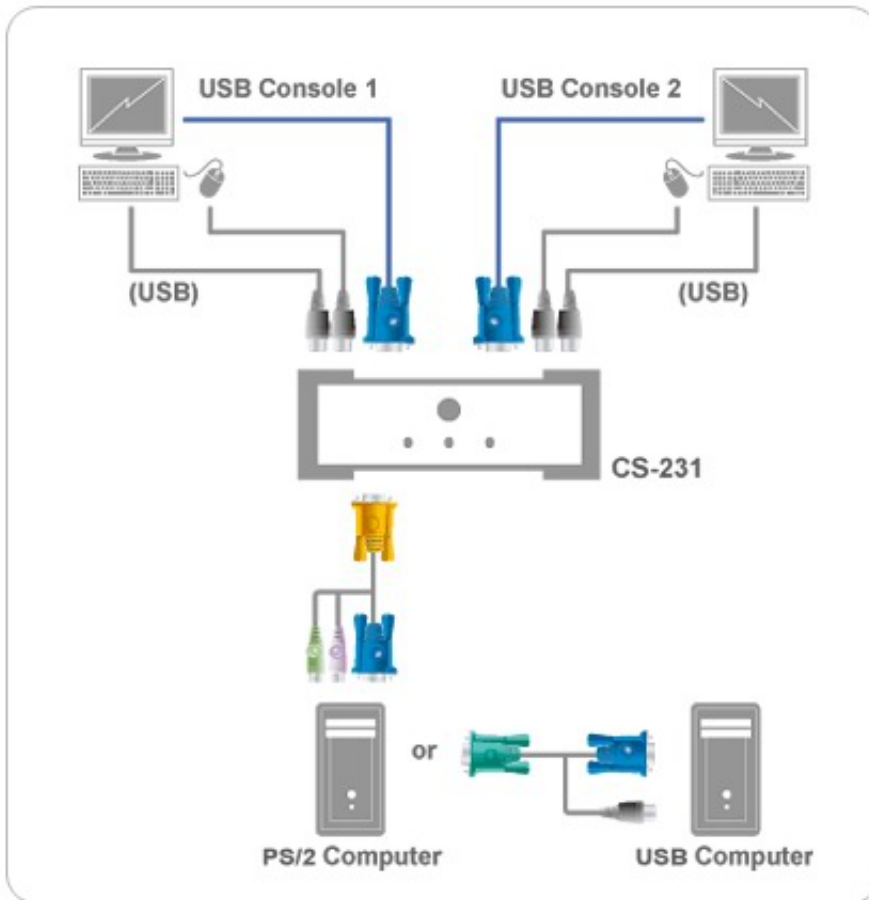 USB Console 1
USB Console 2
(USB)
(USB)
CS-231
or
PS/2 Computer
USB Computer